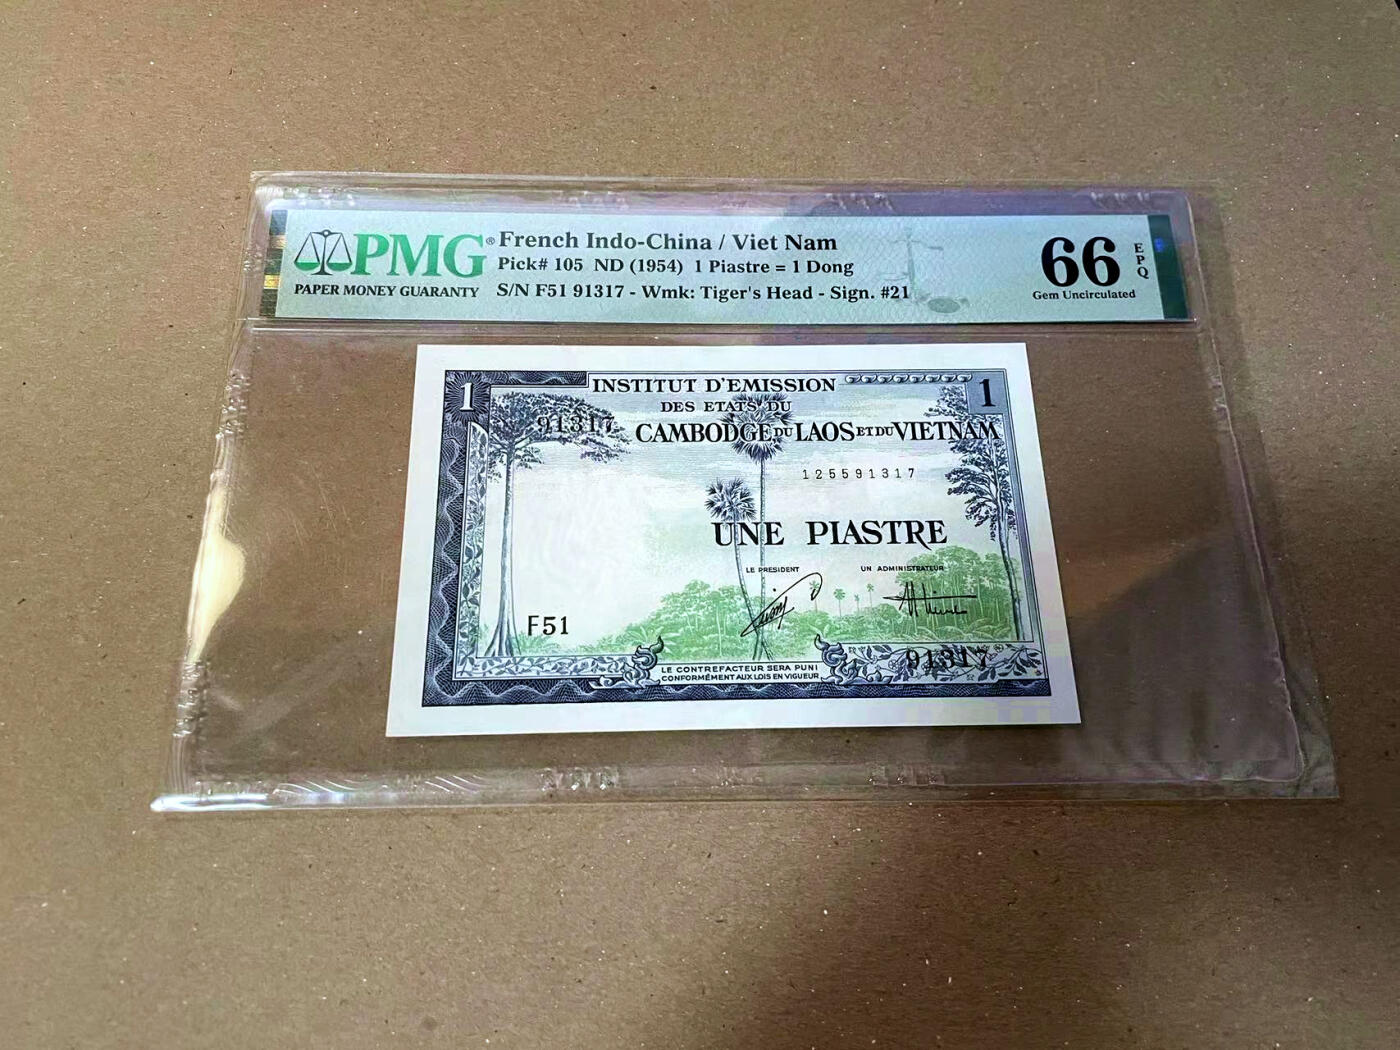 PMG®
PAPER MONEY GUARANTY
French Indo-China / Viet Nam
Pick# 105 ND (1954) 1 Piastre = 1 Dong
S/N F51 91317 - Wmk: Tiger's Head - Sign. #21
66
EPQ
Gem Uncirculated
1
INSTITUT D'EMISSION
1
DES ETATS DU
91317
CAMBODGE DU LAOS ET DU VIETNAM
125591317
UNE PIASTRE
LE PRESIDENT
UN ADMINISTRATEUR
F51
91317
LE CONTREFACTEUR SERA PUNI
CONFORMÉMENT AUX LOIS EN VIGUEUR